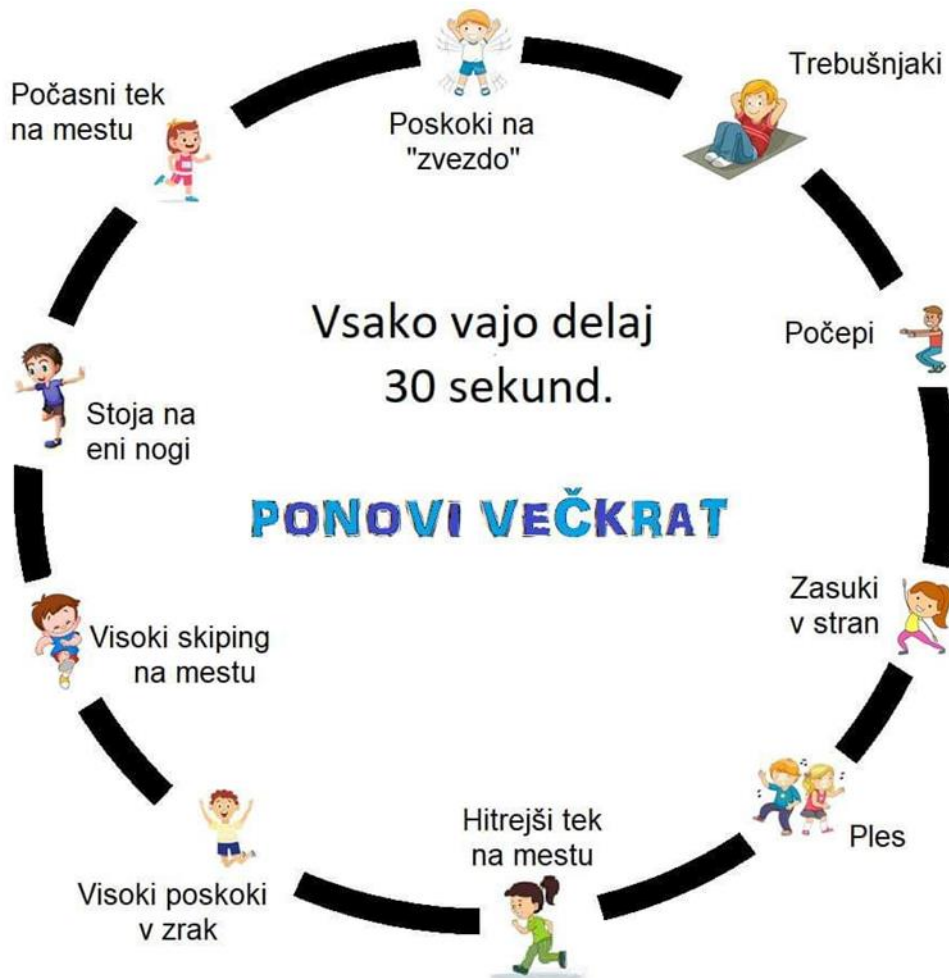 Poskoki na
"zvezdo"
Trebušnjaki
Počepi
Zasuki
v stran
Ples
Hitrejši tek
na mestu
Visoki poskoki
v zrak
Visoki skiping
na mestu
Stoja na
eni nogi
Počasni tek
na mestu
Vsako vajo delaj
30 sekund.
PONOVI VEČKRAT